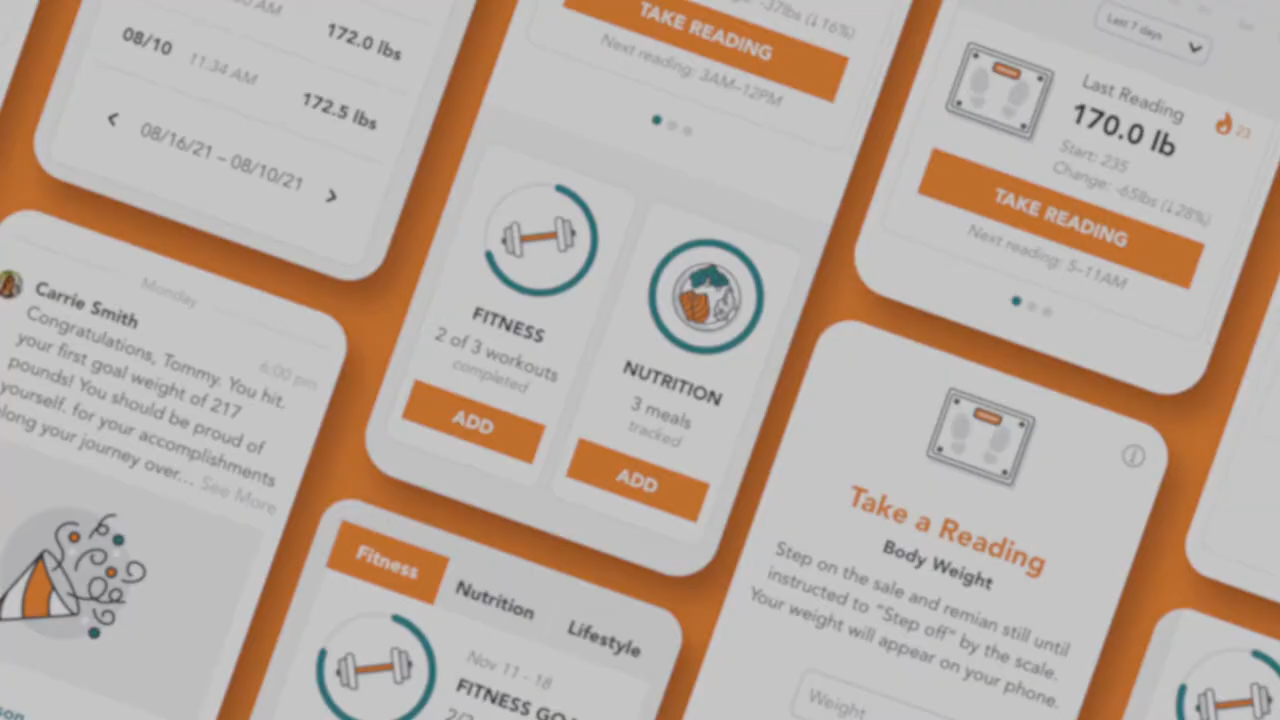 172.0 lbs
08/10 11:34 AM
172.5 lbs
08/16/21 – 08/10/21
Monday
Carrie Smith
6:00 pm
Congratulations, Tommy. You hit.
your first goal weight of 217
pounds! You should be proud of
yourself. for your accomplishments
long your journey over... See More
-37lbs (↓16%)
TAKE READING
Next reading: 3AM–12PM
FITNESS
2 of 3 workouts
completed
ADD
NUTRITION
3 meals
tracked
ADD
Fitness
Nutrition
Lifestyle
Nov 11 - 18
Last 7 days
Last Reading
170.0 lb
23
Start: 235
Change: -65lbs (↓28%)
TAKE READING
Next reading: 5–11AM
Take a Reading
Body Weight
Step on the sale and remian still until
instructed to “Step off” by the scale.
Your weight will appear on your phone.
Weight